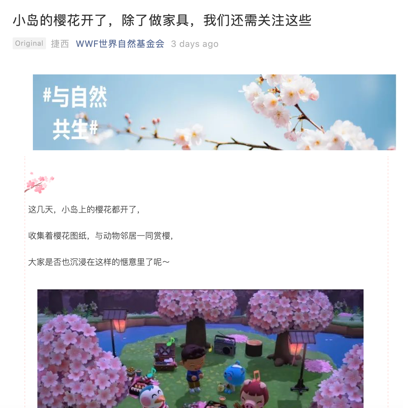 小岛的樱花开了，除了做家具，我们还需关注这些
Original 捷西 WWF世界自然基金会 3 days ago
#与自然
共生#
这几天，小岛上的樱花都开了，
收集着樱花图纸，与动物邻居一同赏樱，
大家是否也沉浸在这样的惬意里了呢～